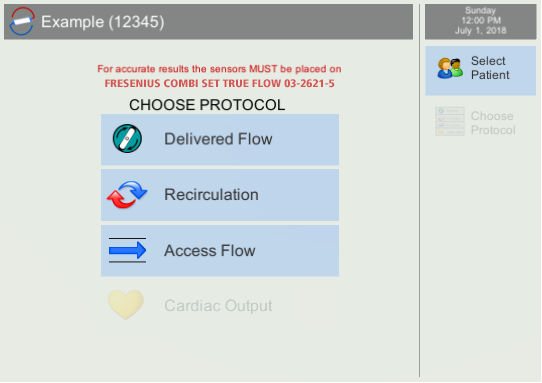 Example (12345)
Sunday
12:00 PM
July 1, 2018
For accurate results the sensors MUST be placed on
FRESENIUS COMBI SET TRUE FLOW 03-2621-5
CHOOSE PROTOCOL
Delivered Flow
Recirculation
Access Flow
Cardiac Output
Select
Patient
Choose
Protocol